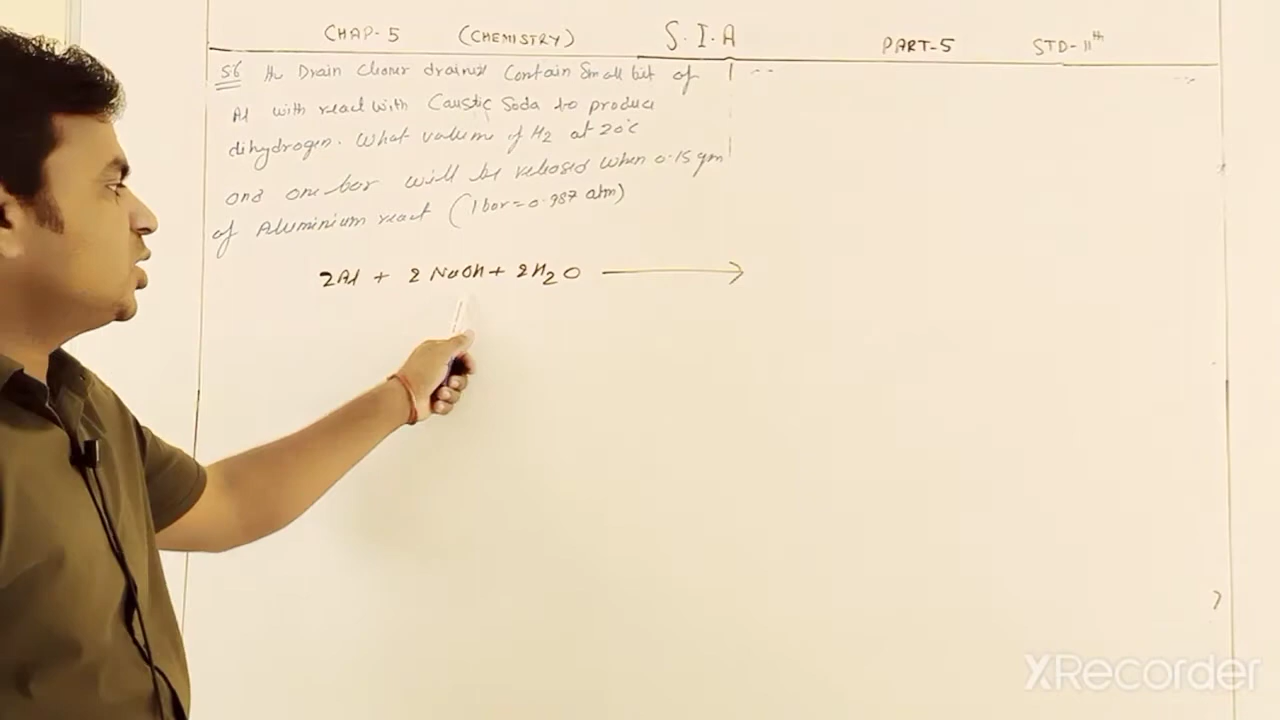 CHAP-5 (CHEMISTRY) S.I.A PART-5 STD-11th
5.6 Drain Cleaner drainex Contain Small bit of
Al with react with Caustic Soda to produce
dihydrogen. What volume of H2 at 20°C
and one bar will be released when 0.15 gm
of Aluminium react (1 bar = 0.987 atm)
2Al + 2 NaOH + 2H2O →
XRecorder